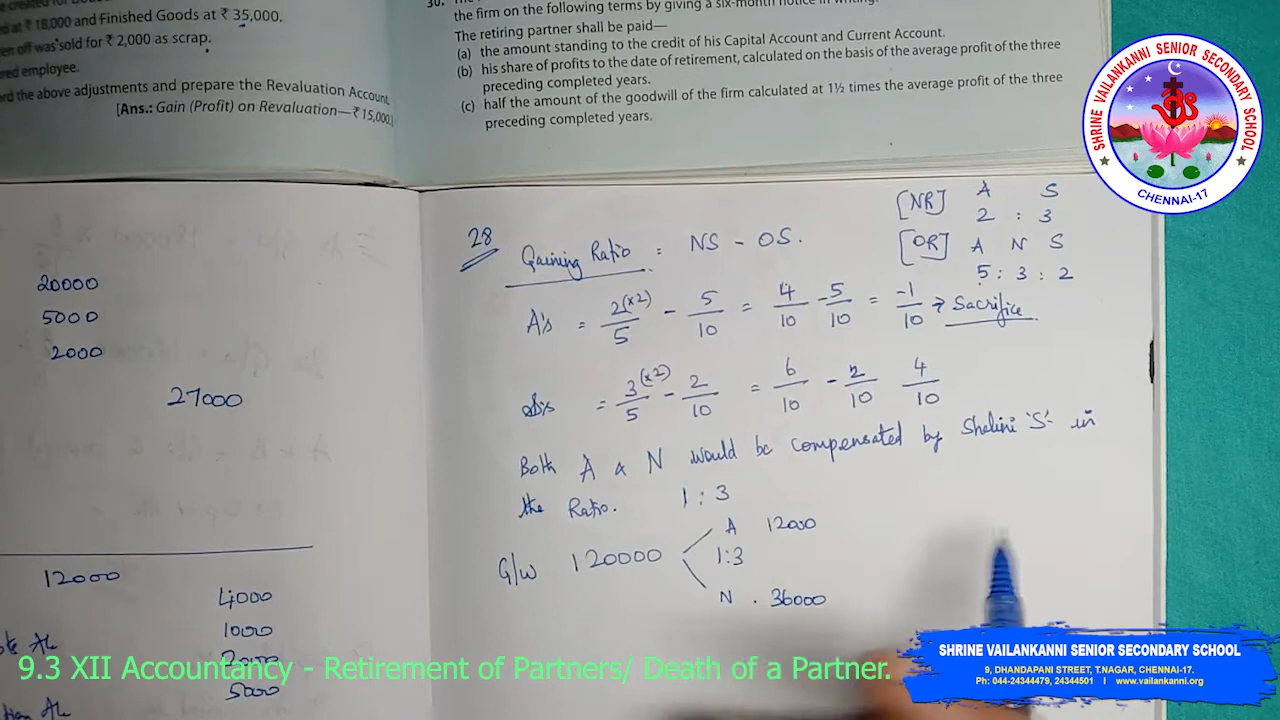 at ₹ 18,000 and Finished Goods at ₹ 35,000.
off was sold for ₹ 2,000 as scrap.
employee.
the above adjustments and prepare the Revaluation Account
[Ans.: Gain (Profit) on Revaluation—₹ 15,000.]
30.
the firm on the following terms by giving a six-month notice in writing.
The retiring partner shall be paid—
(a) the amount standing to the credit of his Capital Account and Current Account.
(b) his share of profits to the date of retirement, calculated on the basis of the average profit of the three
preceding completed years.
(c) half the amount of the goodwill of the firm calculated at 1½ times the average profit of the three
preceding completed years.
SHRINE VAILANKANNI SENIOR SECONDARY SCHOOL
CHENNAI-17
20000
5000
2000
27000
12000
4000
1000
2000
5000
[NR] A S
2 : 3
[OR] A N S
5 : 3 : 2
28 Gaining Ratio = NS - OS.
A's = 2(x2)/5 - 5/10 = 4/10 - 5/10 = -1/10 → Sacrifice
S's = 3(x2)/5 - 2/10 = 6/10 - 2/10 4/10
Both A & N would be compensated by Shalini 'S' in
the Ratio. 1 : 3
A 12000
G/W 120000 1:3
N . 36000
9.3 XII Accountancy - Retirement of Partners/ Death of a Partner.
SHRINE VAILANKANNI SENIOR SECONDARY SCHOOL
9, DHANDAPANI STREET, T.NAGAR, CHENNAI-17.
Ph: 044-24344479, 24344501 I www.vailankanni.org